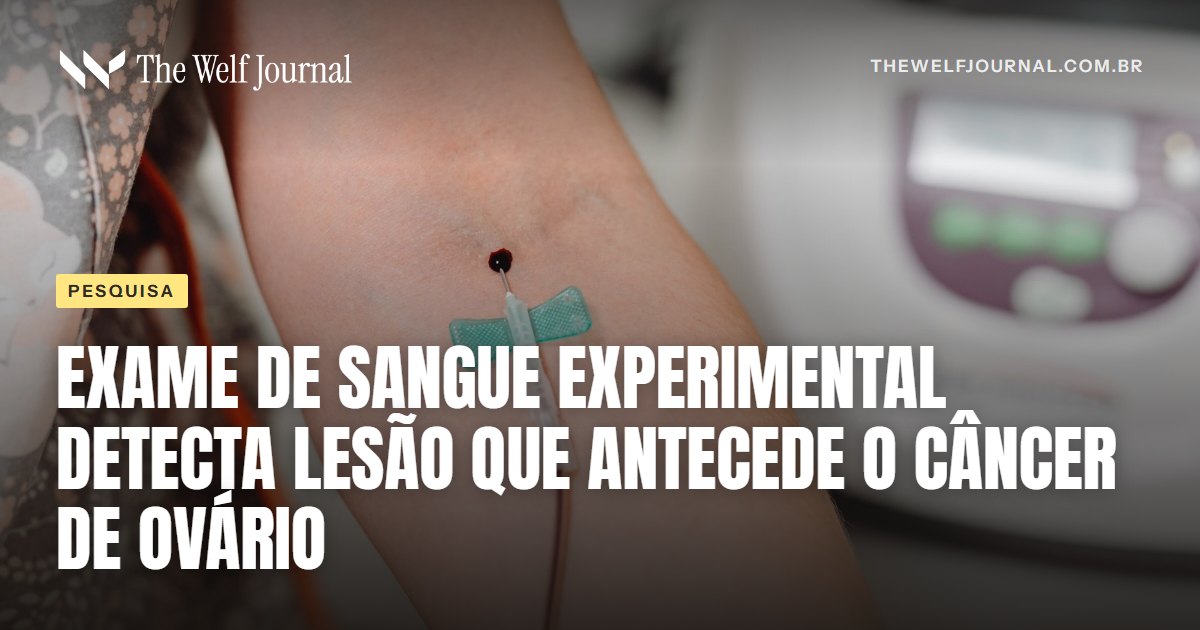 The Welf Journal
THEWELFJOURNAL.COM.BR
PESQUISA
EXAME DE SANGUE EXPERIMENTAL
DETECTA LESÃO QUE ANTECEDE O CÂNCER
DE OVÁRIO